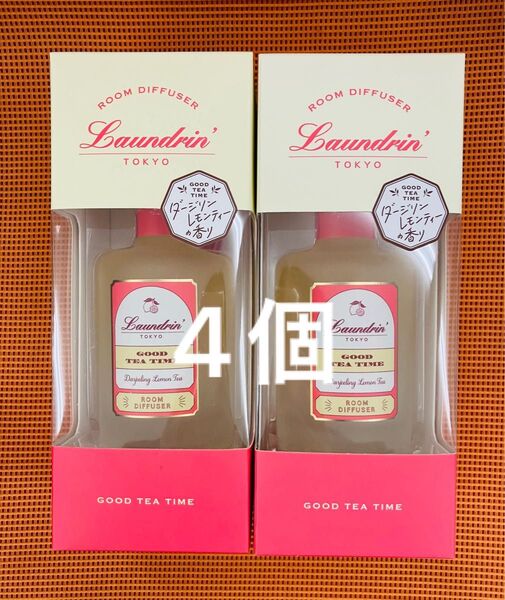 ROOM DIFFUSER
Laundrin'
TOKYO
GOOD
TEA
TIME
ダージリン
レモンティー
の香り
Laundrin'
TOKYO
GOOD
TEA TIME
Darjeeling Lemon Tea
ROOM
DIFFUSER
GOOD TEA TIME
ROOM DIFFUSER
Laundrin'
TOKYO
GOOD
TEA
TIME
ダージリン
レモンティー
の香り
Laundrin'
TOKYO
GOOD
TEA TIME
Darjeeling Lemon Tea
ROOM
DIFFUSER
GOOD TEA TIME
4個